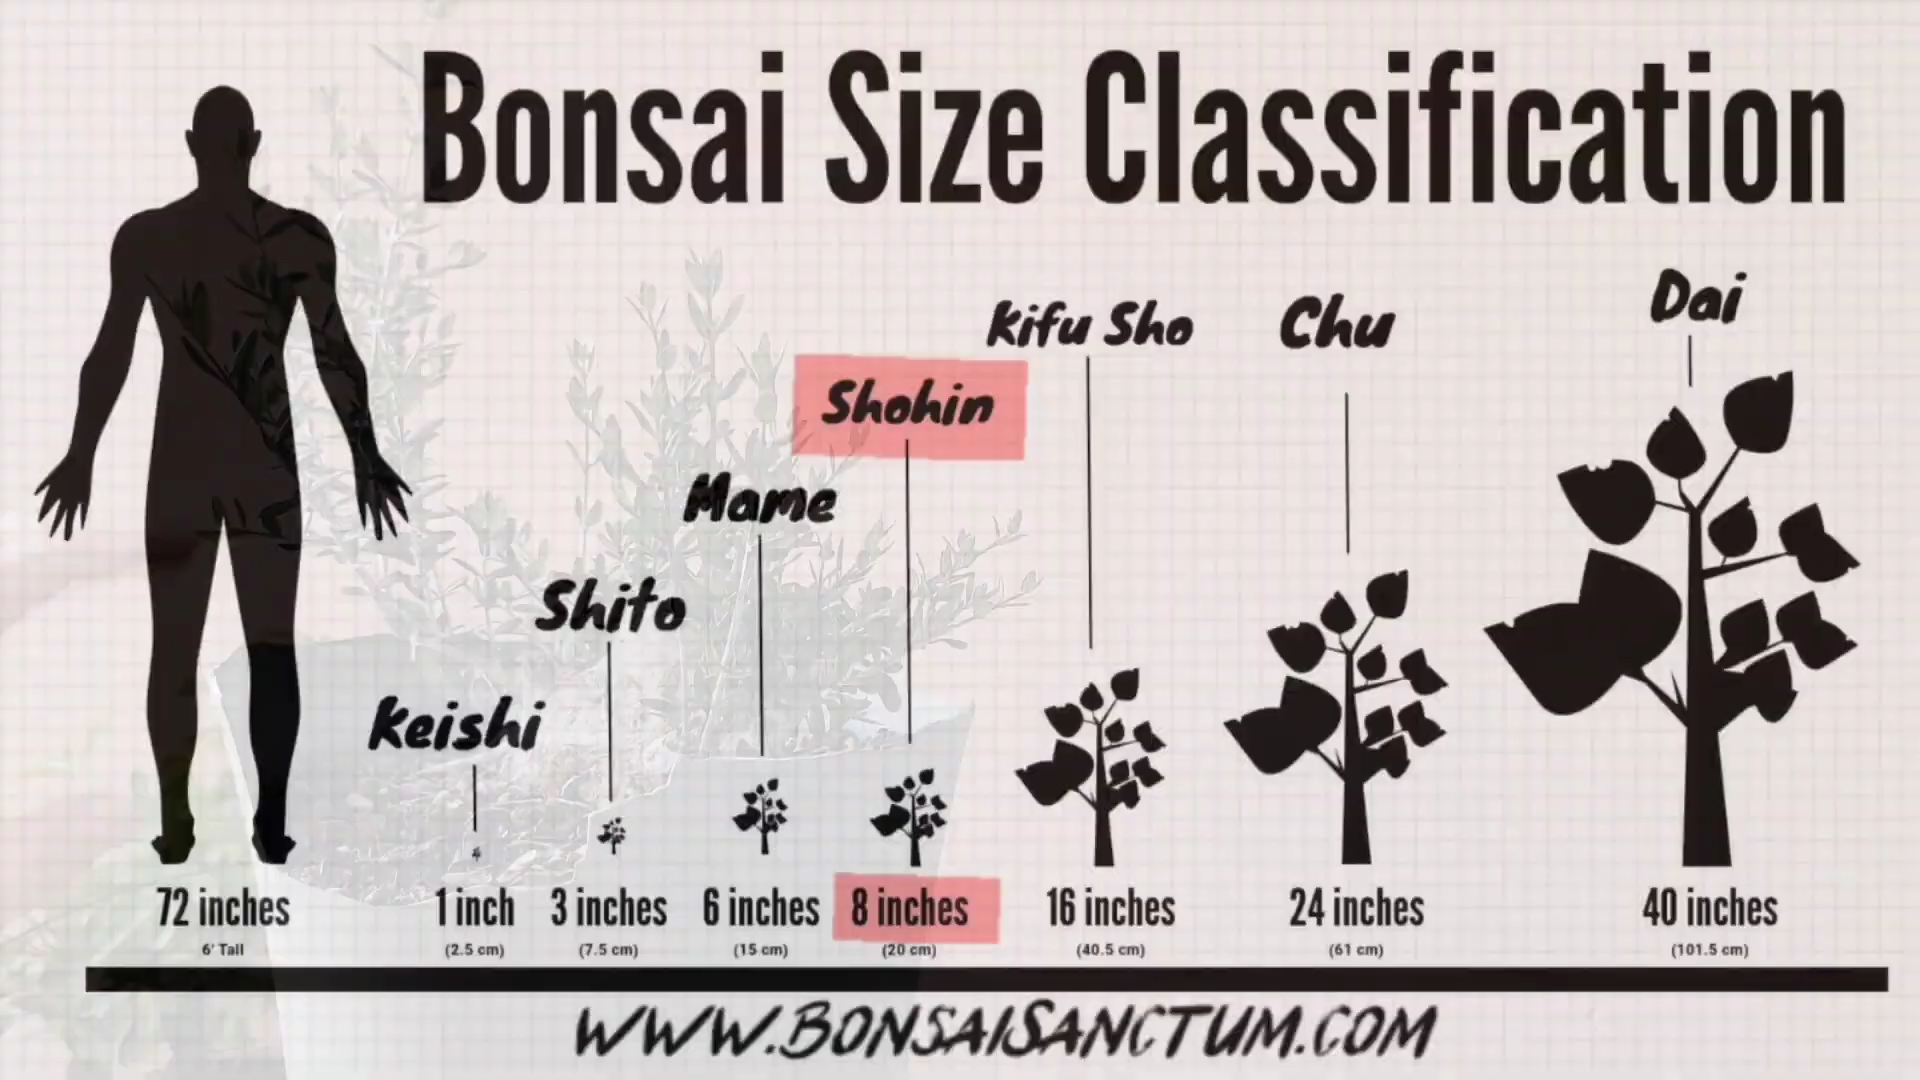 Bonsai Size Classification
Dai
Kifu Sho
Chu
Shohin
Mame
Shito
Keishi
72 inches
1 inch
3 inches
6 inches
8 inches
16 inches
24 inches
40 inches
6' Tall
(2.5 cm)
(7.5 cm)
(15 cm)
(20 cm)
(40.5 cm)
(61 cm)
(101.5 cm)
WWW.BONSAISANCTUM.COM